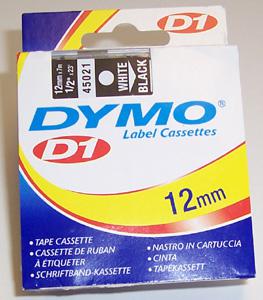 D1
12mm x 7m
1/2" x 23'
45021
WHITE
BLACK
DYMO®
Label Cassettes
D1
12mm
• TAPE CASSETTE
• CASSETTE DE RUBAN
À ÉTIQUETER
• SCHRIFTBAND-KASSETTE
• NASTRO IN CARTUCCIA
• CINTA
• TAPEKASSETT